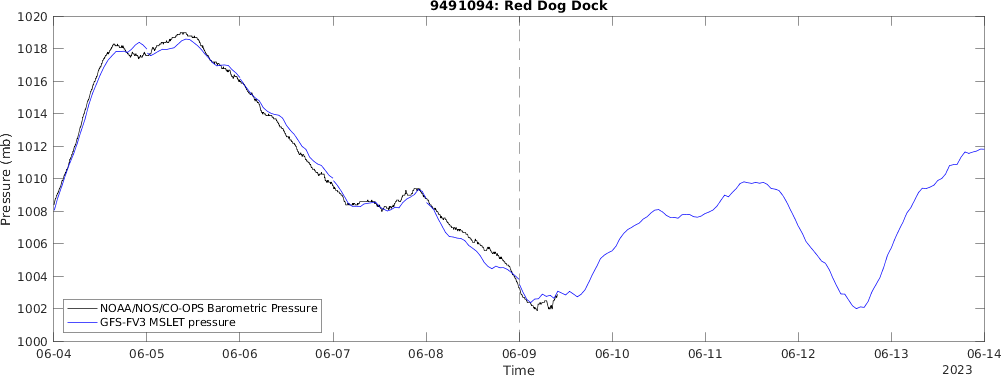 9491094: Red Dog Dock
1020
1018
1016
1014
1012
1010
1008
1006
1004
1002
1000
Pressure (mb)
NOAA/NOS/CO-OPS Barometric Pressure
GFS-FV3 MSLET pressure
06-04 06-05 06-06 06-07 06-08 06-09 06-10 06-11 06-12 06-13 06-14
Time
2023